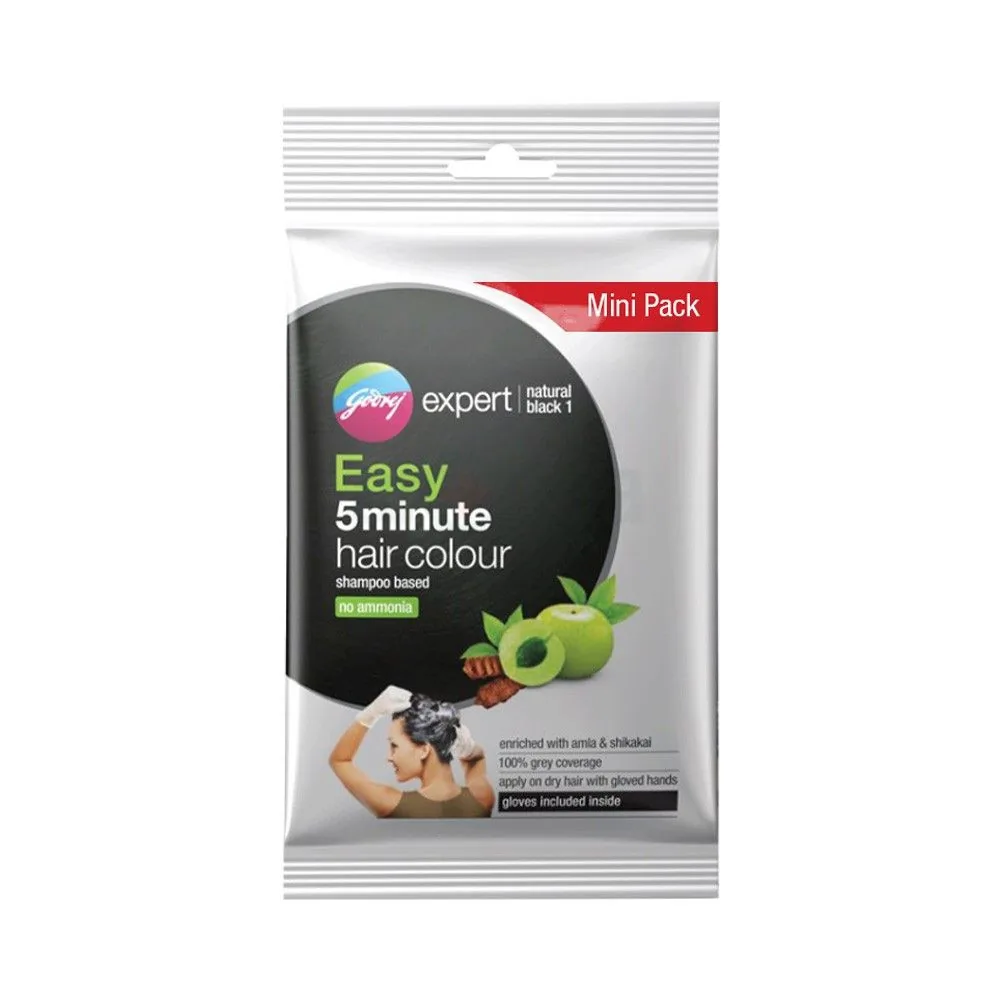 Mini Pack
Godrej expert natural
black 1
Easy
5 minute
hair colour
shampoo based
no ammonia
enriched with amla & shikakai
100% grey coverage
apply on dry hair with gloved hands
gloves included inside